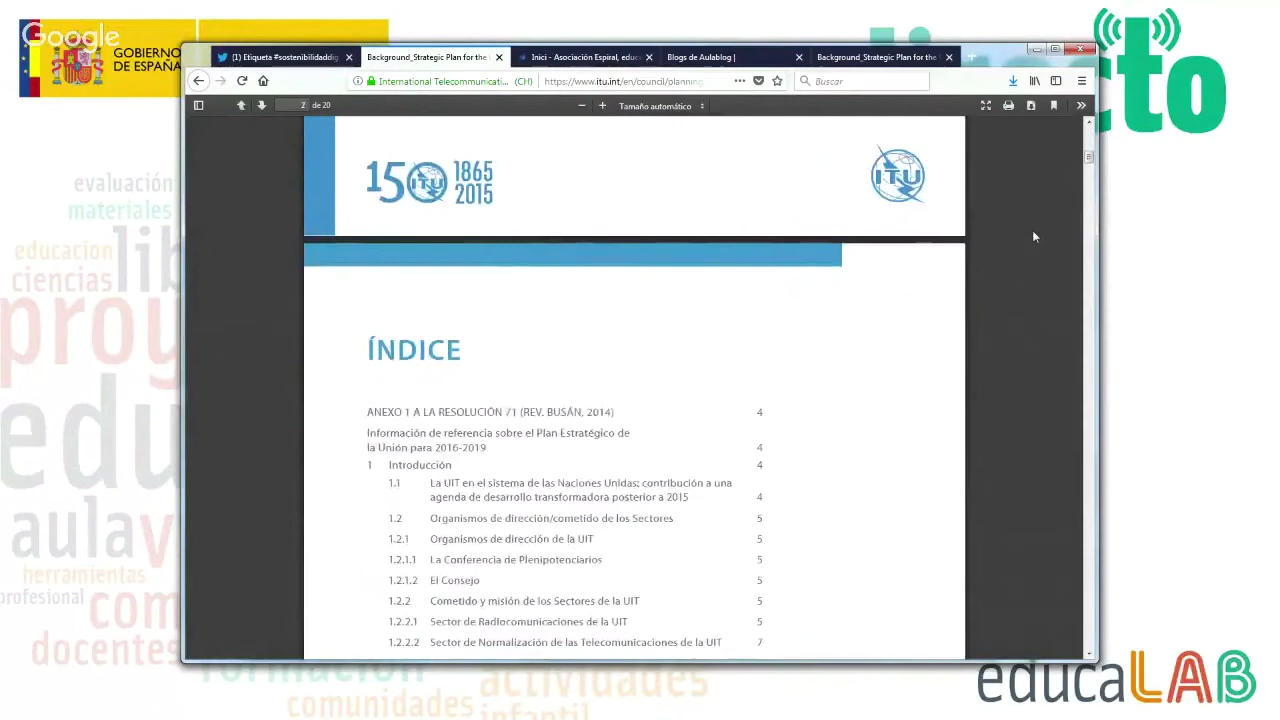 Google
GOBIERNO
DE ESPAÑA
(1) Etiqueta #sostenibilidaddig
Background_Strategic Plan for the
Inici - Asociación Espiral, educ
Blogs de Aulablog |
Background_Strategic Plan for the
International Telecommunicati... (CH)
https://www.itu.int/en/council/planning
Buscar
2 de 20
Tamaño automático
cto
150 ITU 1865
2015
ITU
ÍNDICE
ANEXO 1 A LA RESOLUCIÓN 71 (REV. BUSÁN, 2014) 4
Información de referencia sobre el Plan Estratégico de
la Unión para 2016-2019 4
1 Introducción 4
1.1 La UIT en el sistema de las Naciones Unidas: contribución a una
agenda de desarrollo transformadora posterior a 2015 4
1.2 Organismos de dirección/cometido de los Sectores 5
1.2.1 Organismos de dirección de la UIT 5
1.2.1.1 La Conferencia de Plenipotenciarios 5
1.2.1.2 El Consejo 5
1.2.2 Cometido y misión de los Sectores de la UIT 5
1.2.2.1 Sector de Radiocomunicaciones de la UIT 5
1.2.2.2 Sector de Normalización de las Telecomunicaciones de la UIT 7
evaluación
materiales
educacion
lib
ciencias
proy
edu
aula
herramientas
profesional
com
docentes
formación
actividades
comunidades
infantil
educaLAB